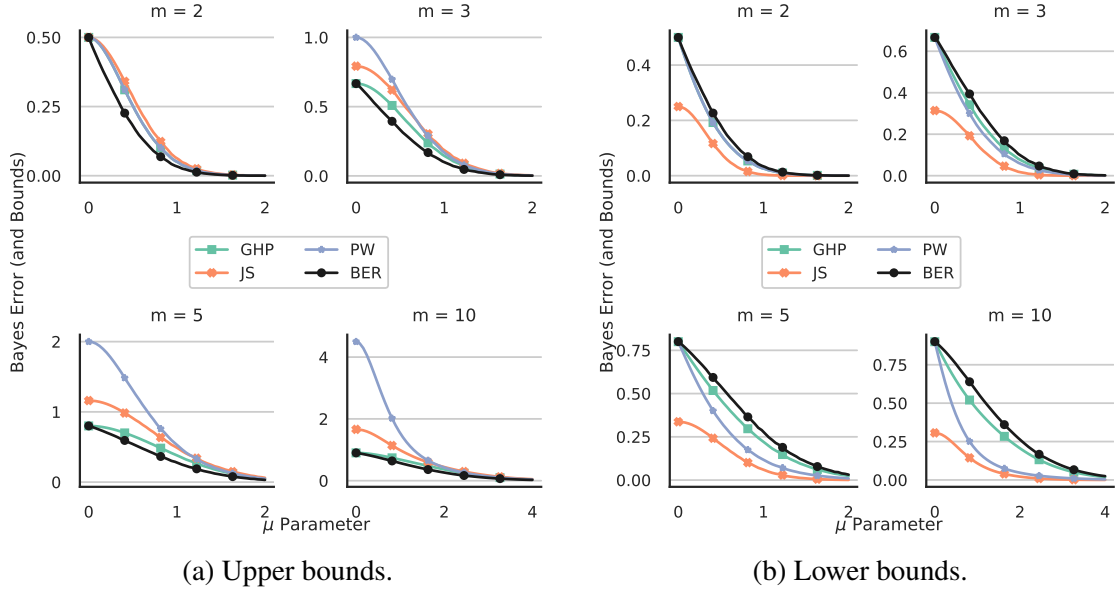 m = 2
m = 3
0.50
0.25
0.00
0
1
2
1.0
0.5
0.0
0
1
2
GHP
PW
JS
BER
m = 5
m = 10
2
1
0
0
1
2
4
2
0
0
2
4
Bayes Error (and Bounds)
μ Parameter
(a) Upper bounds.
m = 2
m = 3
0.4
0.2
0.0
0
1
2
0.6
0.4
0.2
0.0
0
1
2
GHP
PW
JS
BER
m = 5
m = 10
0.75
0.50
0.25
0.00
0
1
2
0.75
0.50
0.25
0.00
0
2
4
Bayes Error (and Bounds)
μ Parameter
(b) Lower bounds.